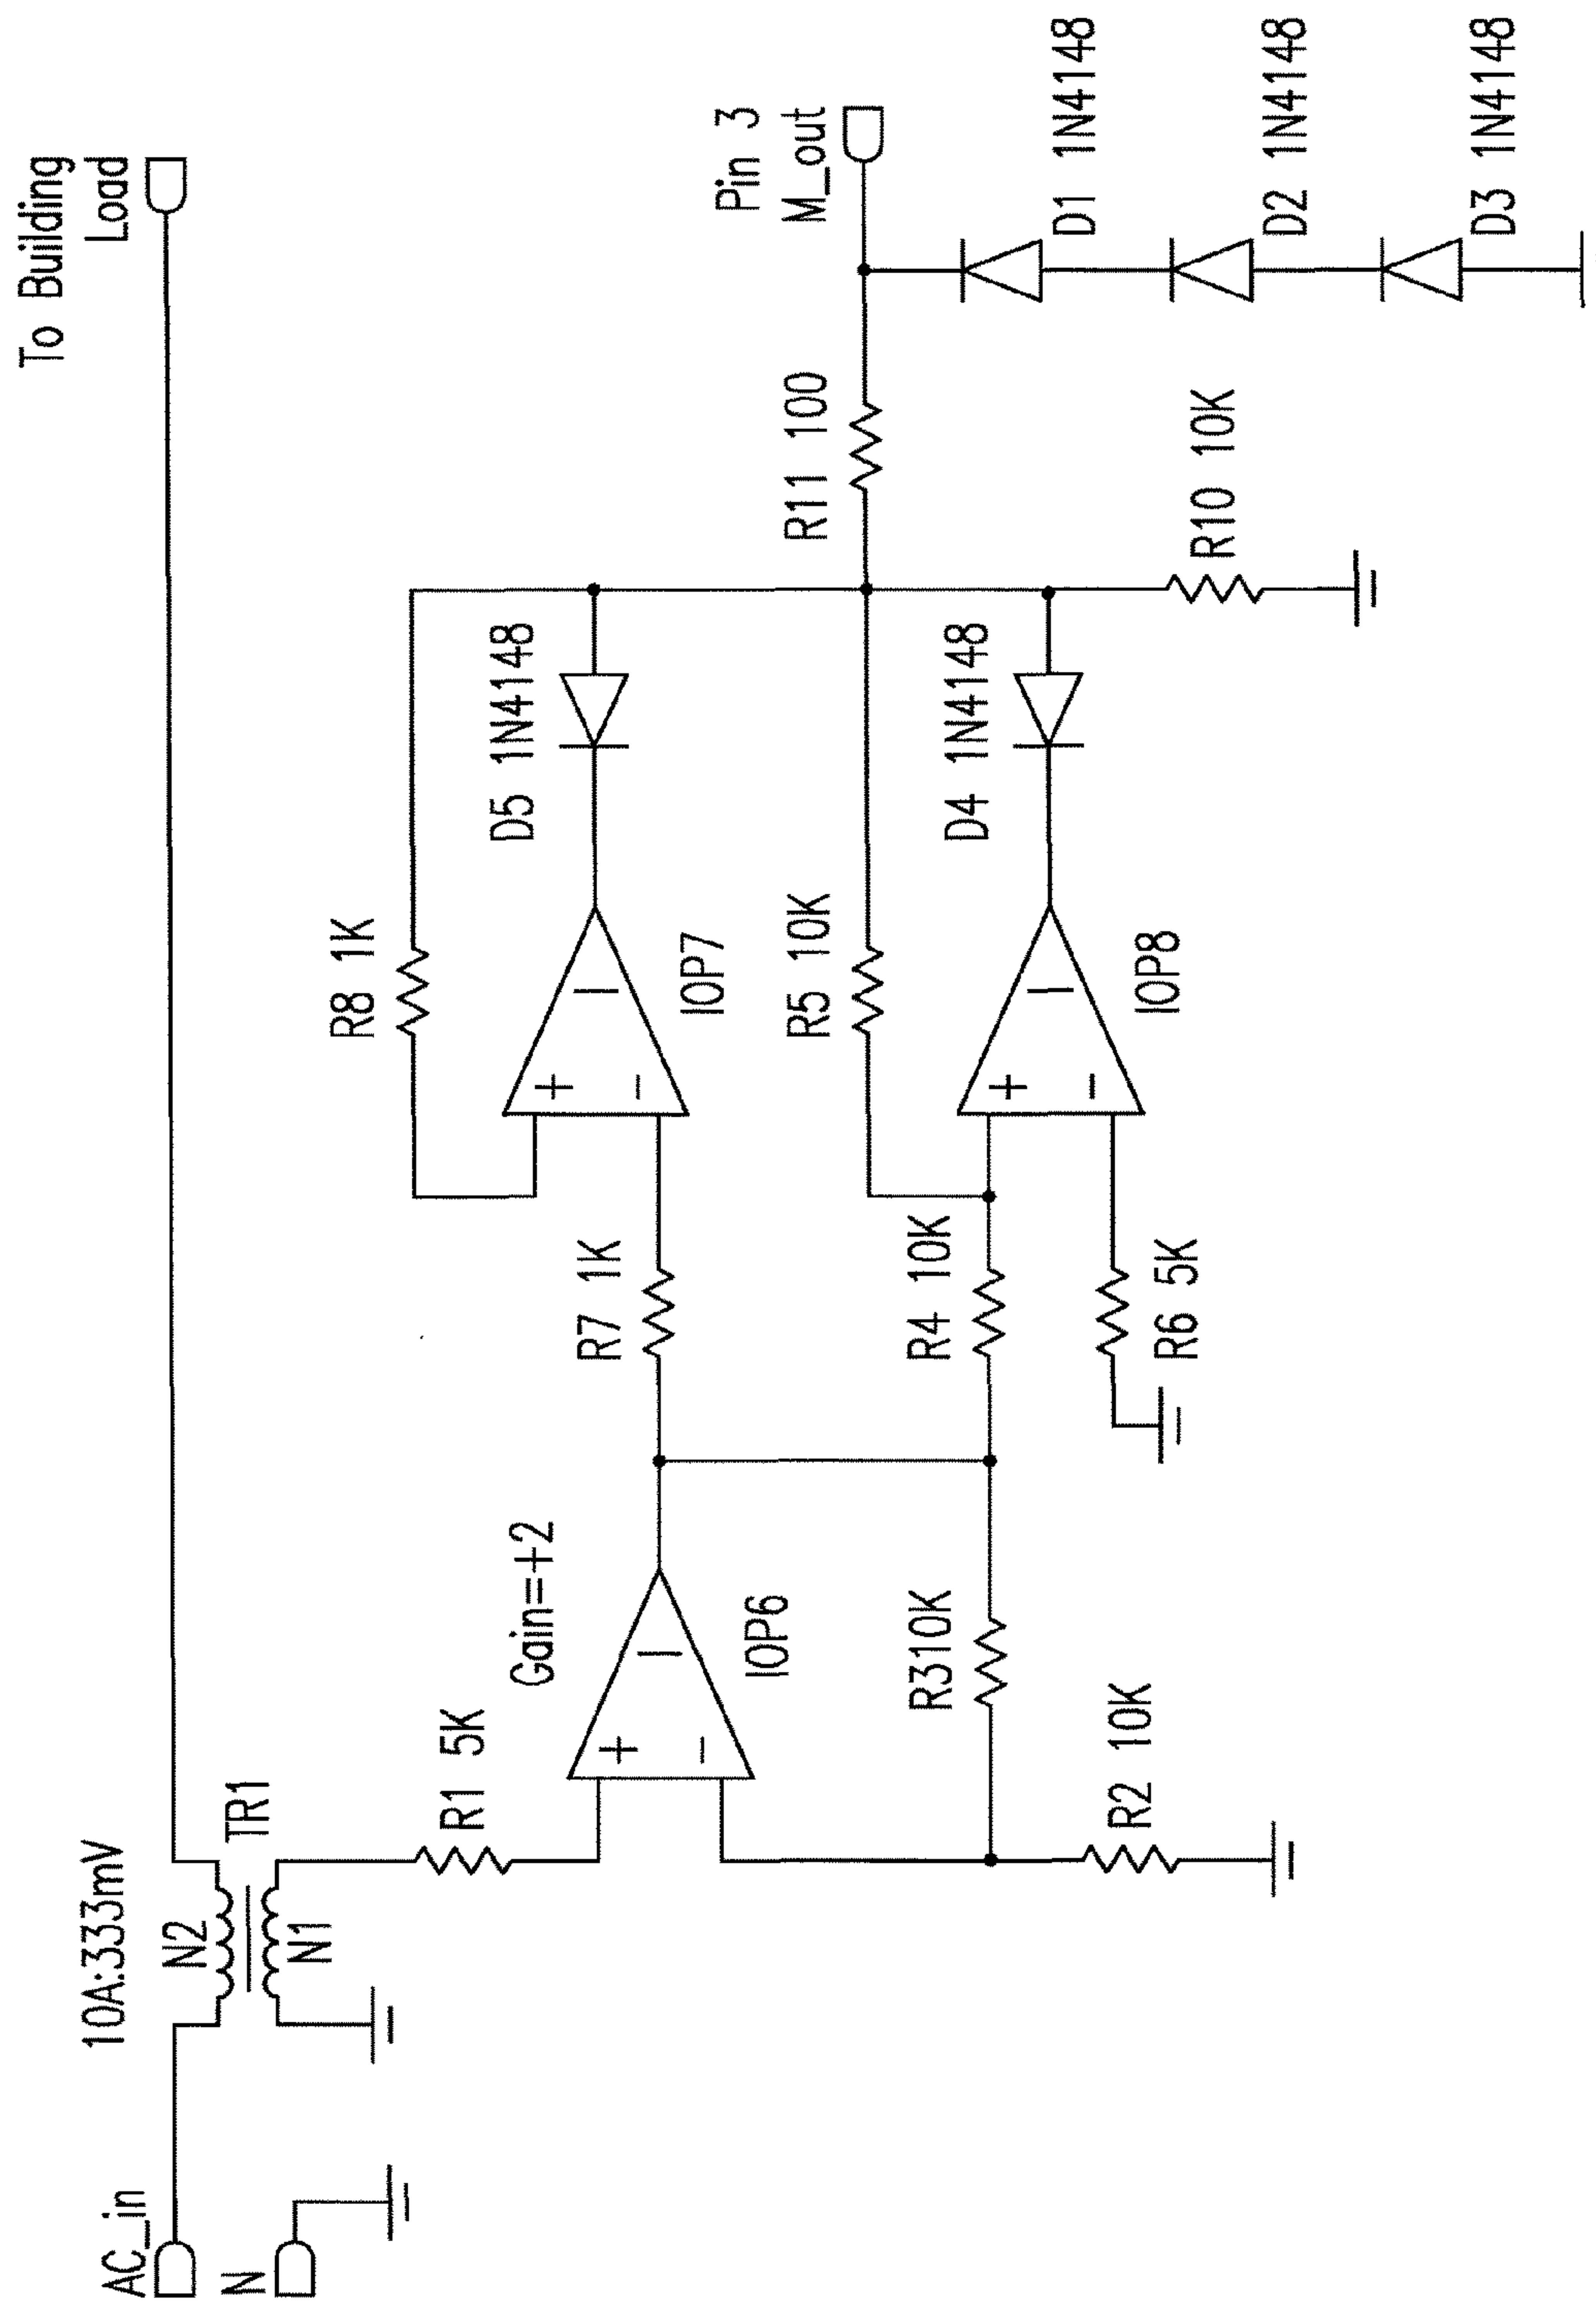 To Building
Load
10A:333mV
AC_in
N
N2
TR1
N1
R1 5K
Gain=+2
+
-
IOP6
R310K
R2 10K
R7 1K
R4 10K
R6 5K
R8 1K
+
-
IOP7
D5 1N4148
R5 10K
+
-
IOP8
D4 1N4148
R11 100
R10 10K
Pin 3
M_out
D1 1N4148
D2 1N4148
D3 1N4148